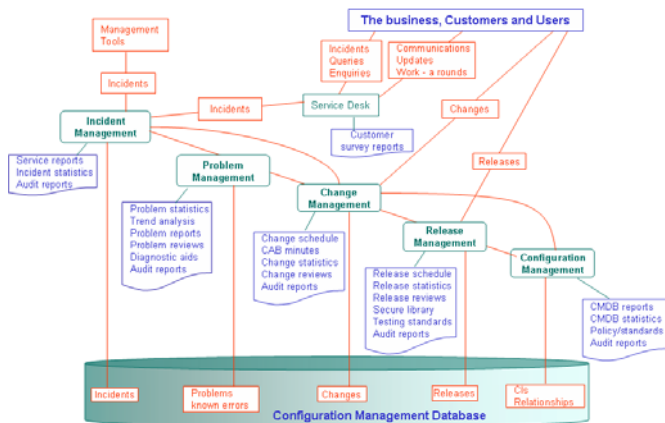 The business, Customers and Users
Management
Tools
Incidents
Queries
Enquiries
Communications
Updates
Work - a rounds
Incidents
Incidents
Service Desk
Changes
Incident
Management
Customer
survey reports
Releases
Service reports
Incident statistics
Audit reports
Problem
Management
Change
Management
Problem statistics
Trend analysis
Problem reports
Problem reviews
Diagnostic aids
Audit reports
Release
Management
Change schedule
CAB minutes
Change statistics
Change reviews
Audit reports
Configuration
Management
Release schedule
Release statistics
Release reviews
Secure library
Testing standards
Audit reports
CMDB reports
CMDB statistics
Policy/standards
Audit reports
Incidents
Problems
known errors
Changes
Releases
CIs
Relationships
Configuration Management Database